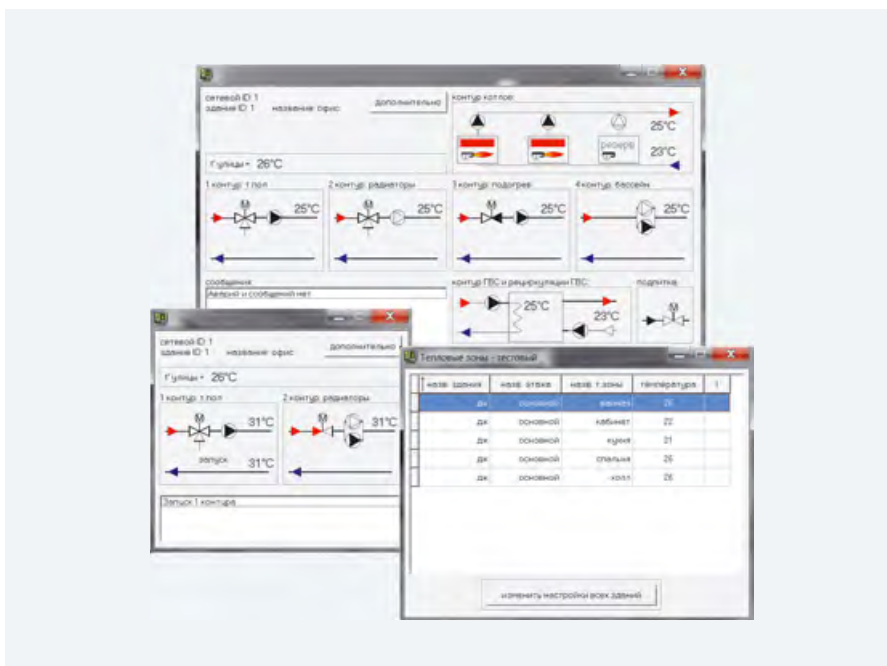 сетевой ID: 1
здание ID: 1 название: офис
дополнительно
контур котлов:
25°C
резерв
23°C
T улицы = 26°C
1 контур: т.пол
2 контур: радиаторы
3 контур: подогрев
4 контур: бассейн
M
25°C
M
25°C
M
25°C
25°C
сообщения:
Аварий и сообщений нет
контур ГВС и рециркуляции ГВС:
подпитка:
25°C
23°C
M
сетевой ID: 1
здание ID: 1 название: офис
дополнительно
T улицы = 26°C
1 контур: т.пол
2 контур: радиаторы
M
31°C
M
31°C
запуск
31°C
Запуск 1 контура
Тепловые зоны - тестовый
назв. здания назв. этажа назв. т.зоны температура
дк основной ванная 26
дк основной кабинет 22
дк основной кухня 21
дк основной спальня 26
дк основной холл 26
изменить настройки всех зданий